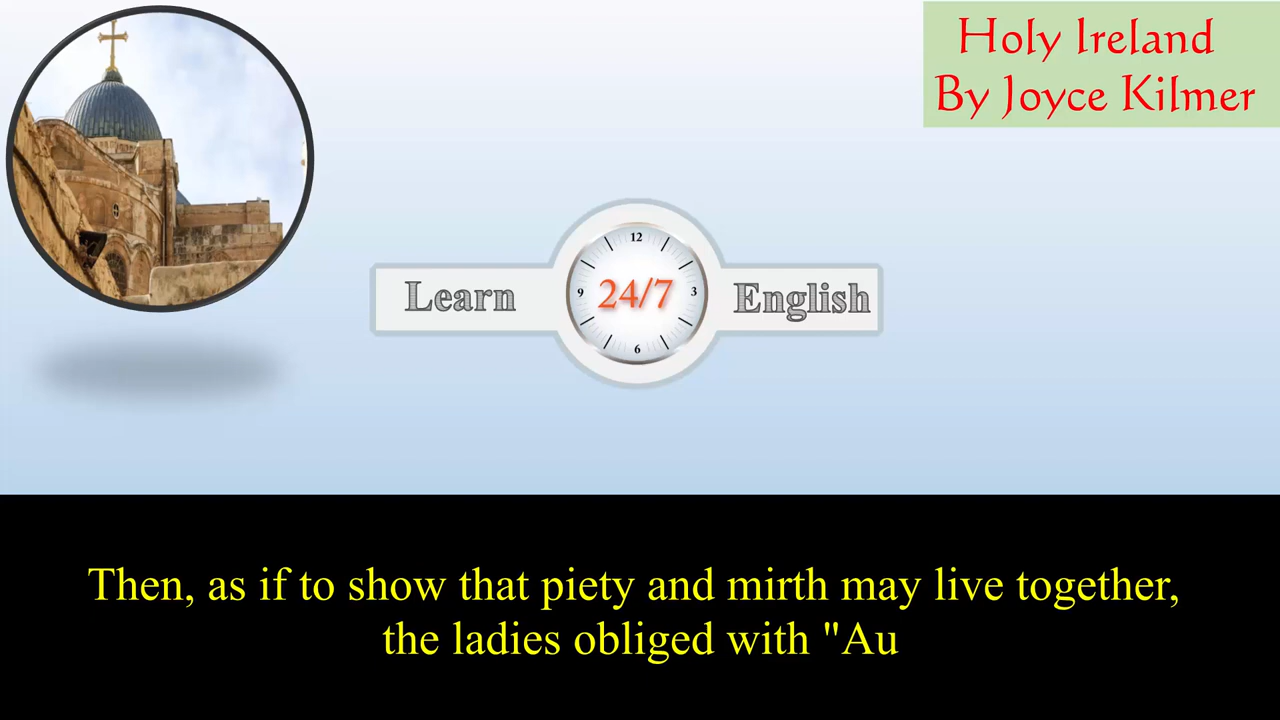 Holy Ireland
By Joyce Kilmer
12
Learn
9
24/7
3
English
6
Then, as if to show that piety and mirth may live together,
the ladies obliged with "Au